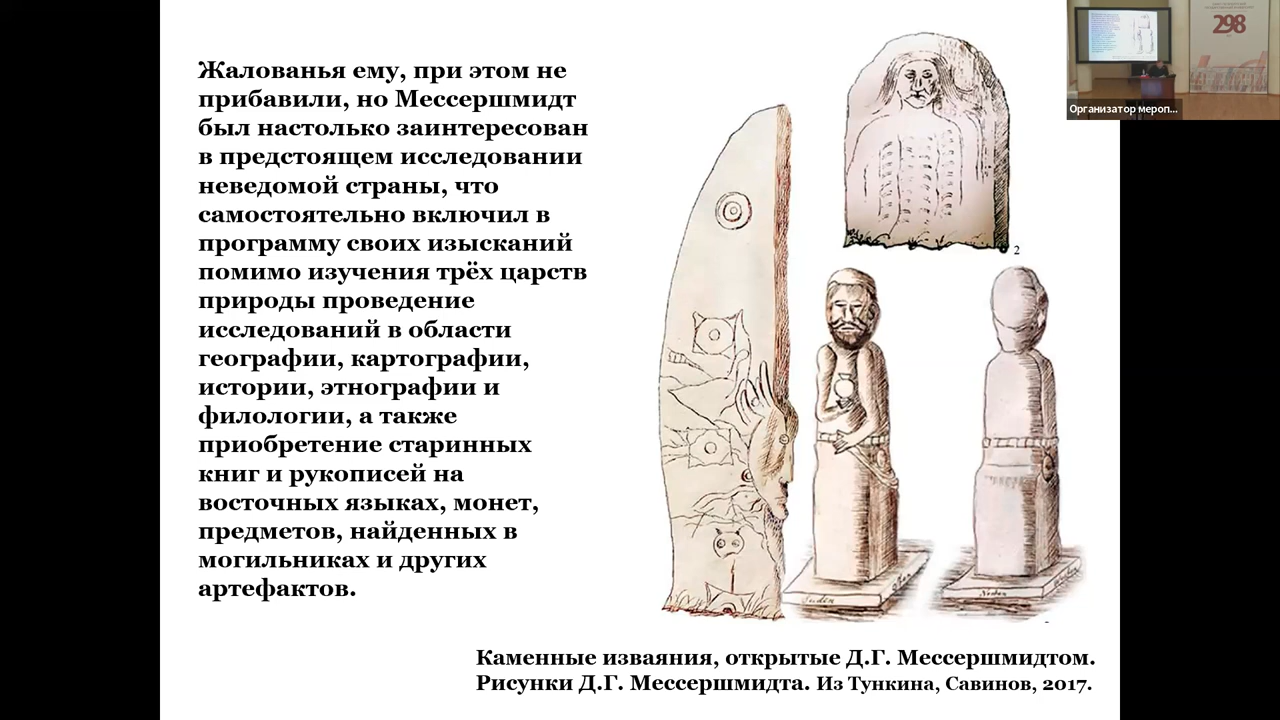 Жалованья ему, при этом не
прибавили, но Мессершмидт
был настолько заинтересован
в предстоящем исследовании
неведомой страны, что
самостоятельно включил в
программу своих изысканий
помимо изучения трёх царств
природы проведение
исследований в области
географии, картографии,
истории, этнографии и
филологии, а также
приобретение старинных
книг и рукописей на
восточных языках, монет,
предметов, найденных в
могильниках и других
артефактов.
2
Каменные изваяния, открытые Д.Г. Мессершмидтом.
Рисунки Д.Г. Мессершмидта. Из Тункина, Савинов, 2017.
298
Организатор мероп...